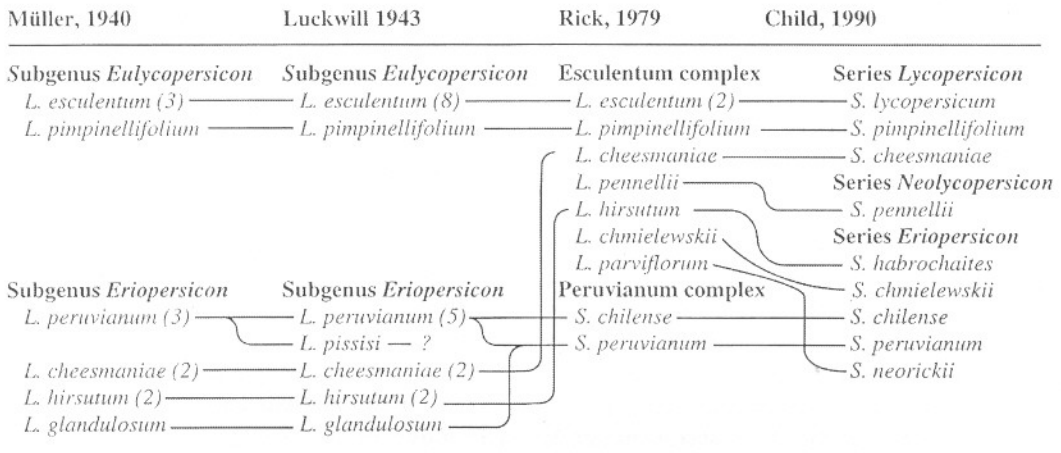 Müller, 1940 Luckwill 1943 Rick, 1979 Child, 1990
Subgenus Eulycopersicon Subgenus Eulycopersicon Esculentum complex Series Lycopersicon
L. esculentum (3) L. esculentum (8) L. esculentum (2) S. lycopersicum
L. pimpinellifolium L. pimpinellifolium L. pimpinellifolium S. pimpinellifolium
L. cheesmaniae S. cheesmaniae
L. pennellii Series Neolycopersicon
L. hirsutum S. pennellii
L. chmielewskii Series Eriopersicon
L. parviflorum S. habrochaites
Subgenus Eriopersicon Subgenus Eriopersicon Peruvianum complex S. chmielewskii
L. peruvianum (3) L. peruvianum (5) S. chilense S. chilense
L. pissisi — ? S. peruvianum S. peruvianum
L. cheesmaniae (2) L. cheesmaniae (2) S. neorickii
L. hirsutum (2) L. hirsutum (2)
L. glandulosum L. glandulosum